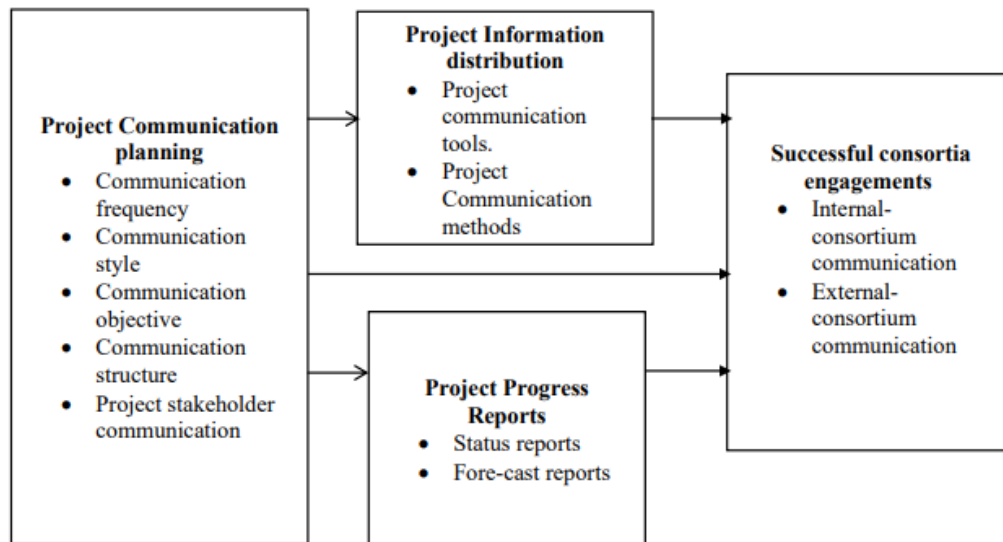 Project Communication
planning
• Communication
frequency
• Communication
style
• Communication
objective
• Communication
structure
• Project stakeholder
communication
Project Information
distribution
• Project
communication
tools.
• Project
Communication
methods
Project Progress
Reports
• Status reports
• Fore-cast reports
Successful consortia
engagements
• Internal-
consortium
communication
• External-
consortium
communication